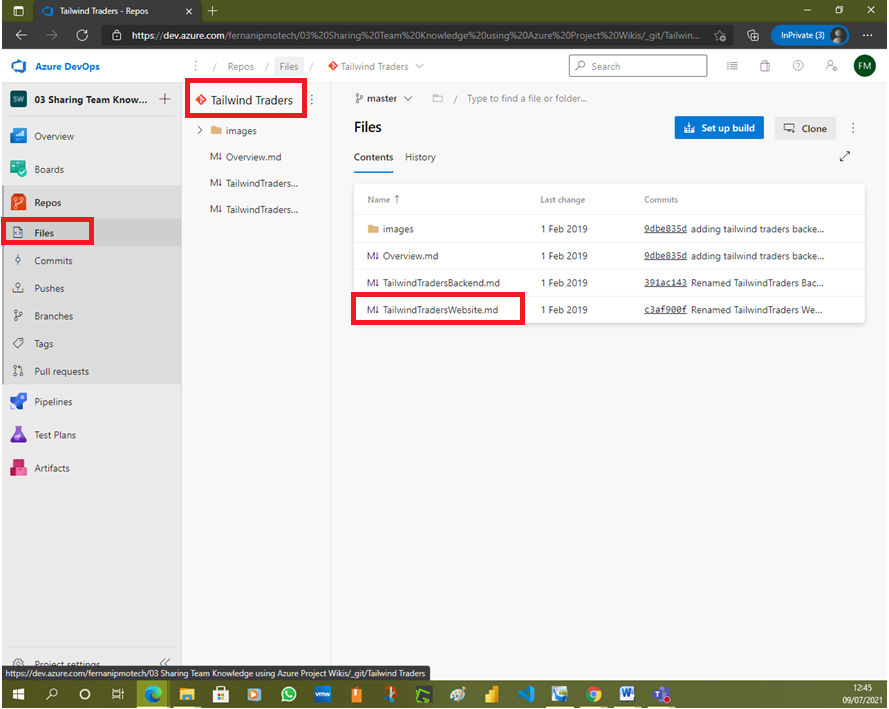 Tailwind Traders - Repos
https://dev.azure.com/fernanipmotech/03%20Sharing%20Team%20Knowledge%20using%20Azure%20Project%20Wikis/_git/Tailwin...
InPrivate (3)
Azure DevOps
/ Repos / Files / Tailwind Traders
Search
FM
SW
03 Sharing Team Know...
Overview
Boards
Repos
Files
Commits
Pushes
Branches
Tags
Pull requests
Pipelines
Test Plans
Artifacts
Project settings
Tailwind Traders
images
Overview.md
TailwindTraders...
TailwindTraders...
master
/ Type to find a file or folder...
Files
Set up build
Clone
Contents
History
Name ↑ Last change Commits
images 1 Feb 2019 9dbe835d adding tailwind traders backe...
M↓ Overview.md 1 Feb 2019 9dbe835d adding tailwind traders backe...
M↓ TailwindTradersBackend.md 1 Feb 2019 391ac143 Renamed TailwindTraders Bac...
M↓ TailwindTradersWebsite.md 1 Feb 2019 c3af900f Renamed TailwindTraders We...
https://dev.azure.com/fernanipmotech/03 Sharing Team Knowledge using Azure Project Wikis/_git/Tailwind Traders
vmw
12:45
09/07/2021